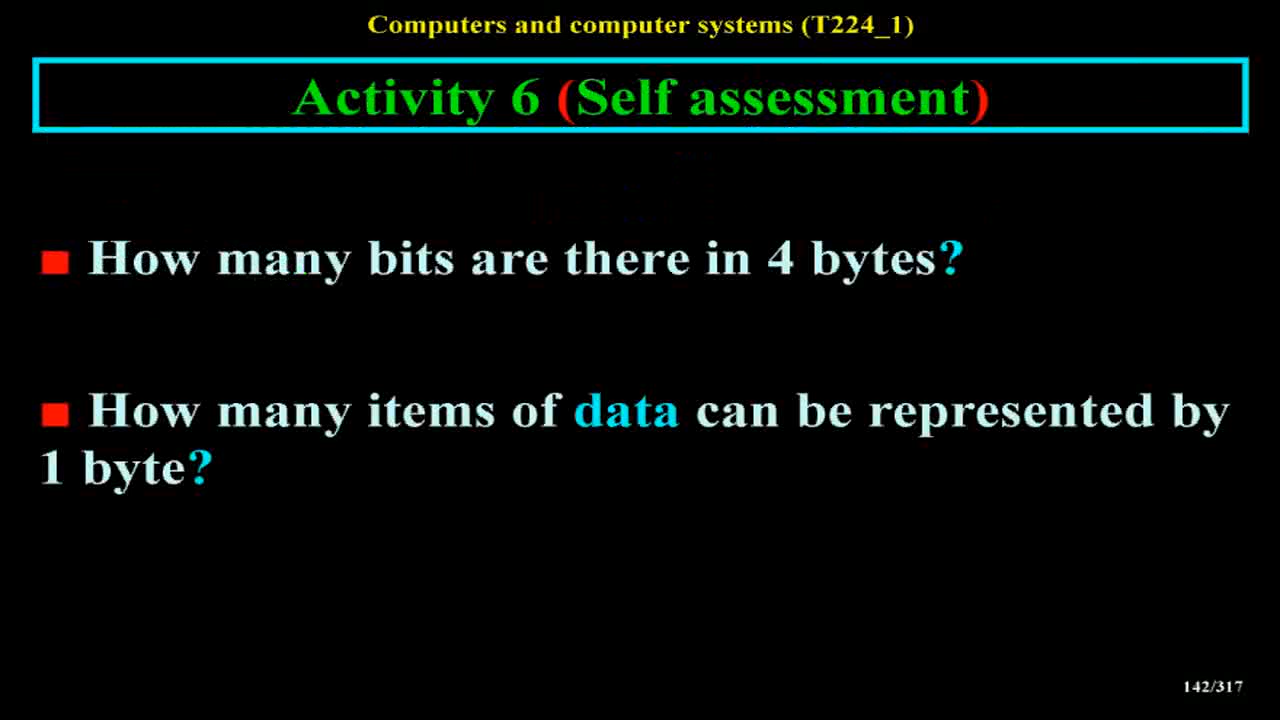 Computers and computer systems (T224_1)
Activity 6 (Self assessment)
How many bits are there in 4 bytes?
How many items of data can be represented by
1 byte?
142/317